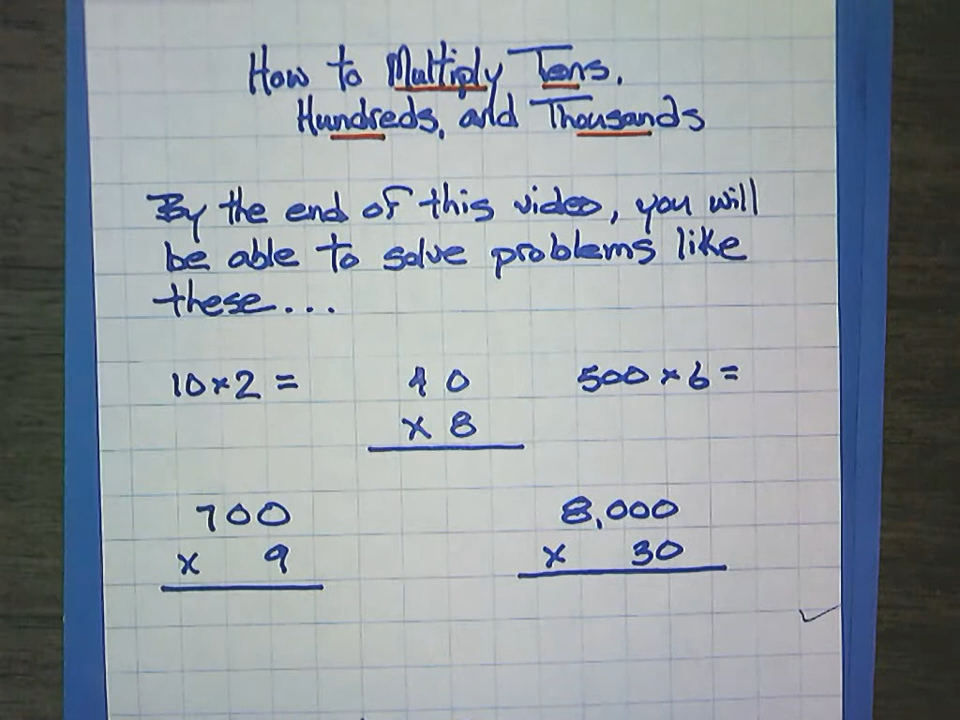 How to Multiply Tens,
Hundreds, and Thousands
By the end of this video, you will
be able to solve problems like
these...
10 × 2 =
40
× 8
500 × 6 =
700
× 9
8,000
× 30